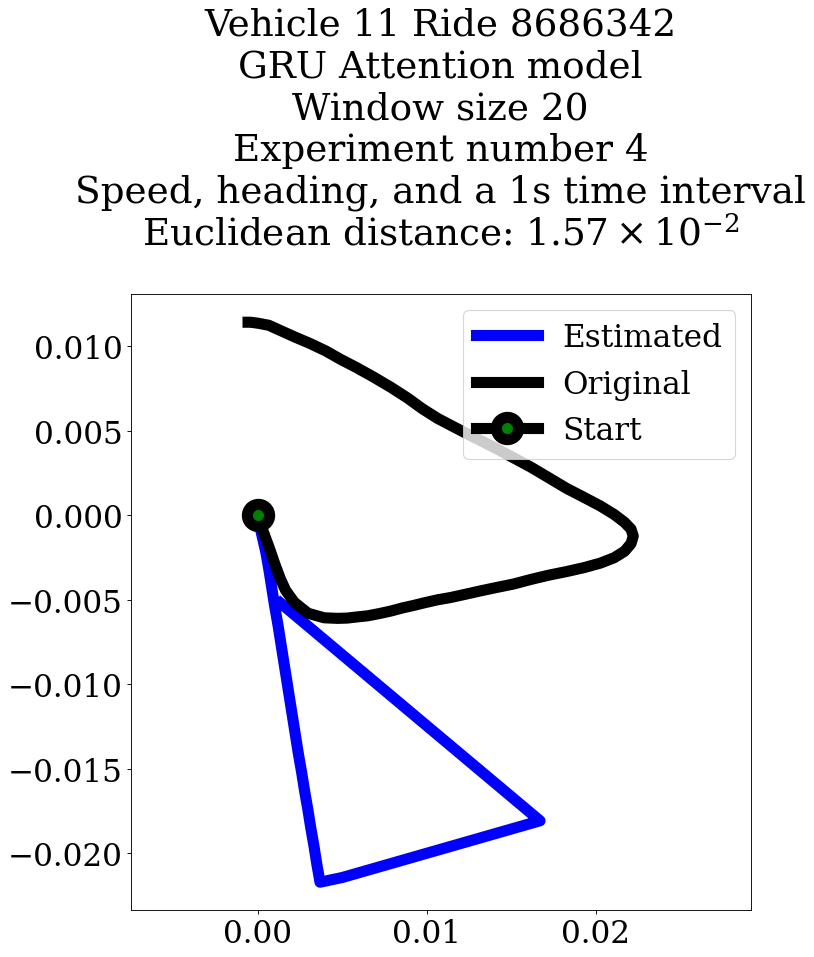 Vehicle 11 Ride 8686342
GRU Attention model
Window size 20
Experiment number 4
Speed, heading, and a 1s time interval
Euclidean distance: 1.57 × 10⁻²
Estimated
Original
Start
0.010
0.005
0.000
−0.005
−0.010
−0.015
−0.020
0.00 0.01 0.02